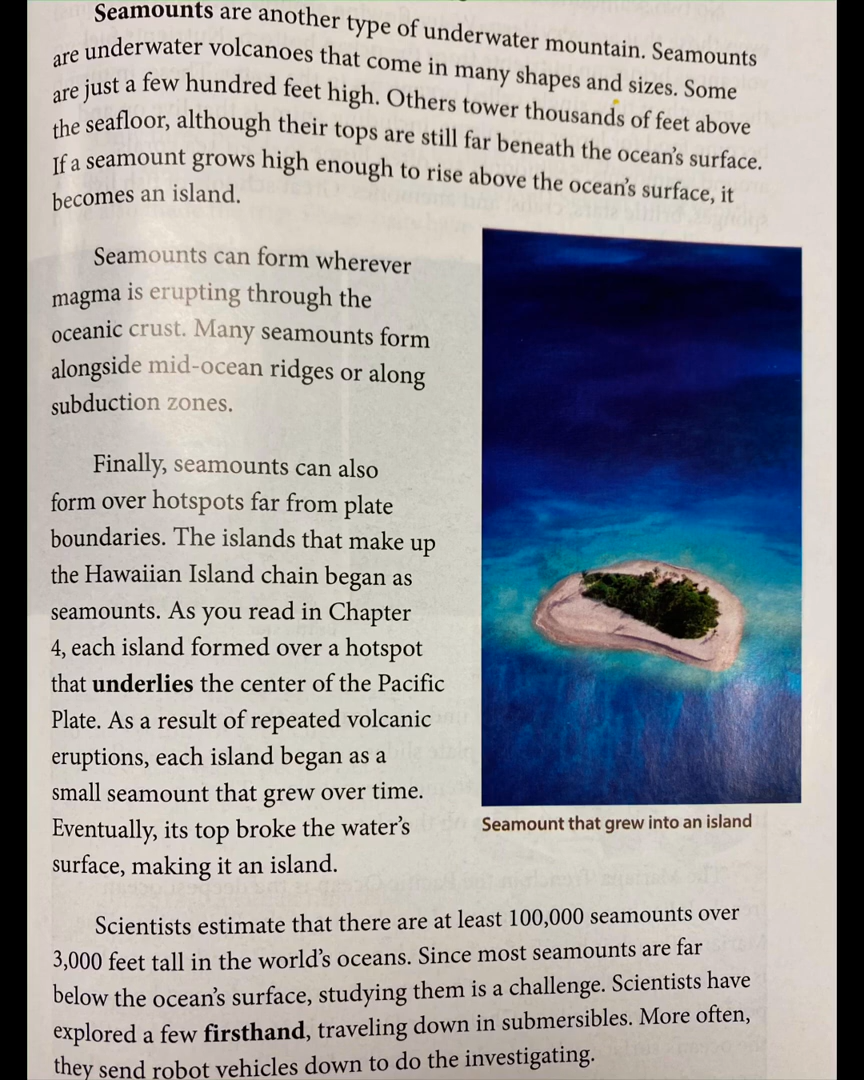 Seamounts are another type of underwater mountain. Seamounts
are underwater volcanoes that come in many shapes and sizes. Some
are just a few hundred feet high. Others tower thousands of feet above
the seafloor, although their tops are still far beneath the ocean's surface.
If a seamount grows high enough to rise above the ocean's surface, it
becomes an island.
Seamounts can form wherever
magma is erupting through the
oceanic crust. Many seamounts form
alongside mid-ocean ridges or along
subduction zones.
Finally, seamounts can also
form over hotspots far from plate
boundaries. The islands that make up
the Hawaiian Island chain began as
seamounts. As you read in Chapter
4, each island formed over a hotspot
that underlies the center of the Pacific
Plate. As a result of repeated volcanic
eruptions, each island began as a
small seamount that grew over time.
Eventually, its top broke the water's
surface, making it an island.
Seamount that grew into an island
Scientists estimate that there are at least 100,000 seamounts over
3,000 feet tall in the world's oceans. Since most seamounts are far
below the ocean's surface, studying them is a challenge. Scientists have
explored a few firsthand, traveling down in submersibles. More often,
they send robot vehicles down to do the investigating.